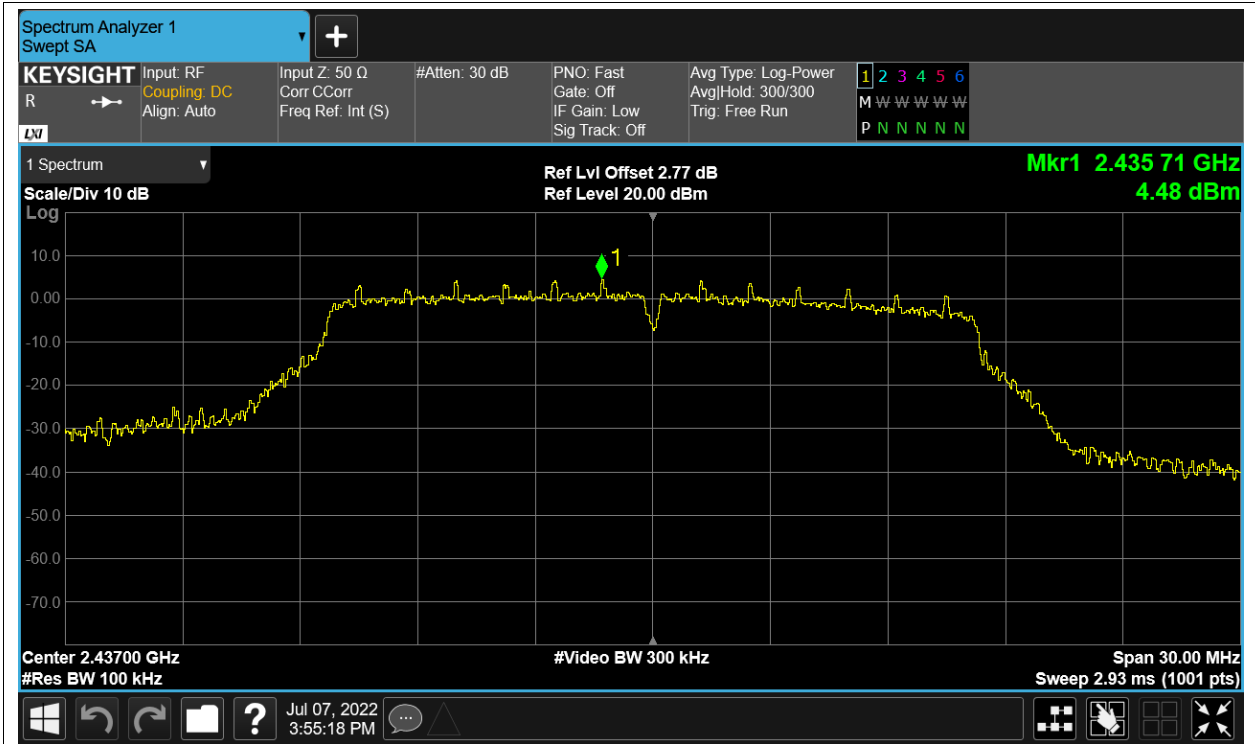 Spectrum Analyzer 1
Swept SA
KEYSIGHT
R
LXI
Input: RF
Coupling: DC
Align: Auto
Input Z: 50 Ω
Corr CCorr
Freq Ref: Int (S)
#Atten: 30 dB
PNO: Fast
Gate: Off
IF Gain: Low
Sig Track: Off
Avg Type: Log-Power
Avg|Hold: 300/300
Trig: Free Run
1 2 3 4 5 6
M W W W W W
P N N N N N
1 Spectrum
Scale/Div 10 dB
Log
Ref Lvl Offset 2.77 dB
Ref Level 20.00 dBm
Mkr1 2.435 71 GHz
4.48 dBm
1
10.0
0.00
-10.0
-20.0
-30.0
-40.0
-50.0
-60.0
-70.0
Center 2.43700 GHz
#Res BW 100 kHz
#Video BW 300 kHz
Span 30.00 MHz
Sweep 2.93 ms (1001 pts)
?
Jul 07, 2022
3:55:18 PM